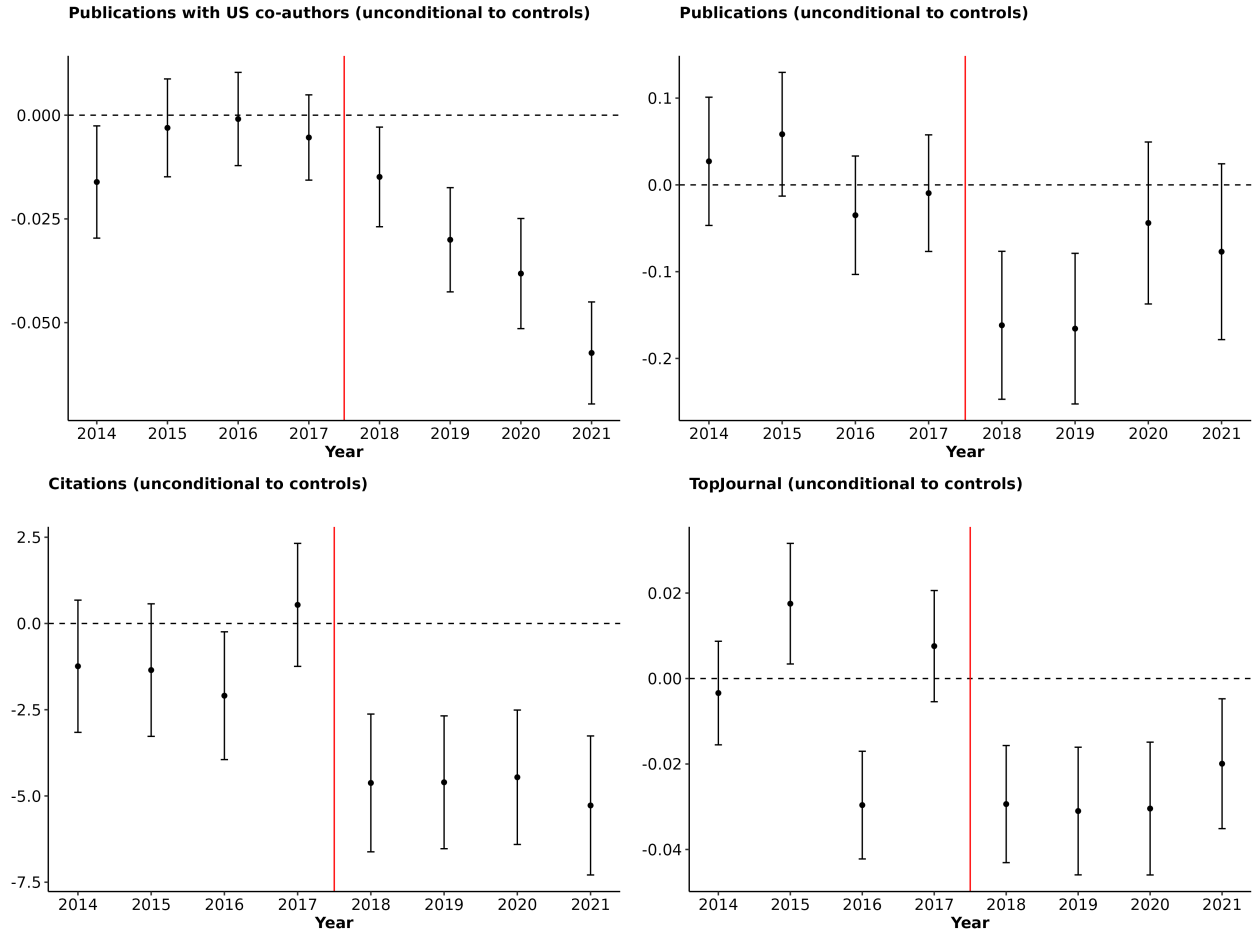 Publications with US co-authors (unconditional to controls)
0.000
-0.025
-0.050
2014 2015 2016 2017 2018 2019 2020 2021
Year
Publications (unconditional to controls)
0.1
0.0
-0.1
-0.2
2014 2015 2016 2017 2018 2019 2020 2021
Year
Citations (unconditional to controls)
2.5
0.0
-2.5
-5.0
-7.5
2014 2015 2016 2017 2018 2019 2020 2021
Year
TopJournal (unconditional to controls)
0.02
0.00
-0.02
-0.04
2014 2015 2016 2017 2018 2019 2020 2021
Year